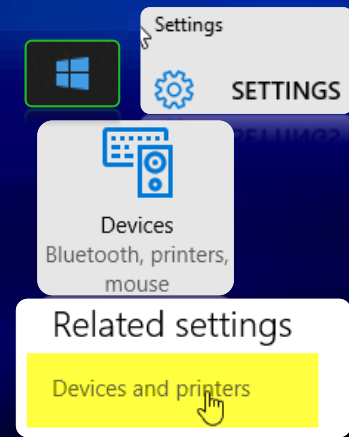 Settings
SETTINGS
Devices
Bluetooth, printers,
mouse
Related settings
Devices and printers